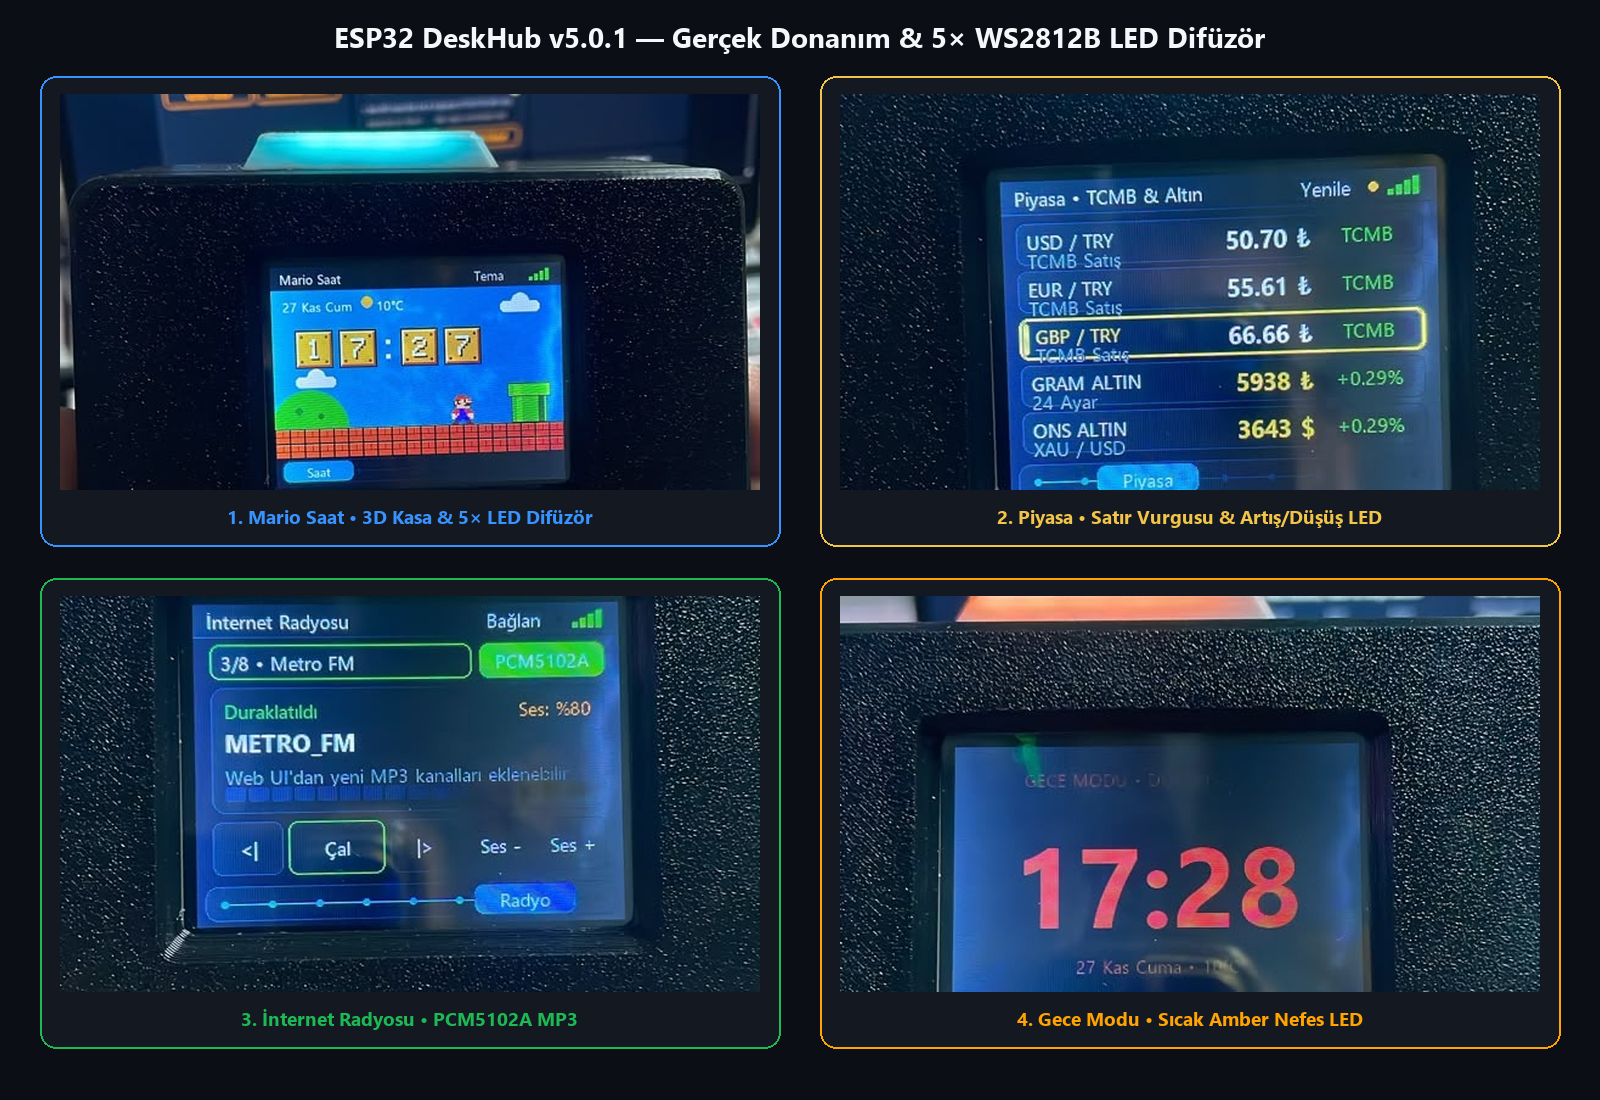 ESP32 DeskHub v5.0.1 — Gerçek Donanım & 5× WS2812B LED Difüzör
Mario Saat Tema
27 Kas Cum 10°C
17:27
Saat
1. Mario Saat • 3D Kasa & 5× LED Difüzör
Piyasa • TCMB & Altın Yenile
USD / TRY 50.70 ₺ TCMB
TCMB Satış
EUR / TRY 55.61 ₺ TCMB
TCMB Satış
GBP / TRY 66.66 ₺ TCMB
TCMB Satış
GRAM ALTIN 5938 ₺ +0.29%
24 Ayar
ONS ALTIN 3643 $ +0.29%
XAU / USD
Piyasa
2. Piyasa • Satır Vurgusu & Artış/Düşüş LED
İnternet Radyosu Bağlan
3/8 • Metro FM PCM5102A
Duraklatıldı Ses: %80
METRO_FM
Web UI'dan yeni MP3 kanalları eklenebilir
<| Çal |> Ses - Ses +
Radyo
3. İnternet Radyosu • PCM5102A MP3
GECE MODU •
17:28
27 Kas Cuma •
4. Gece Modu • Sıcak Amber Nefes LED